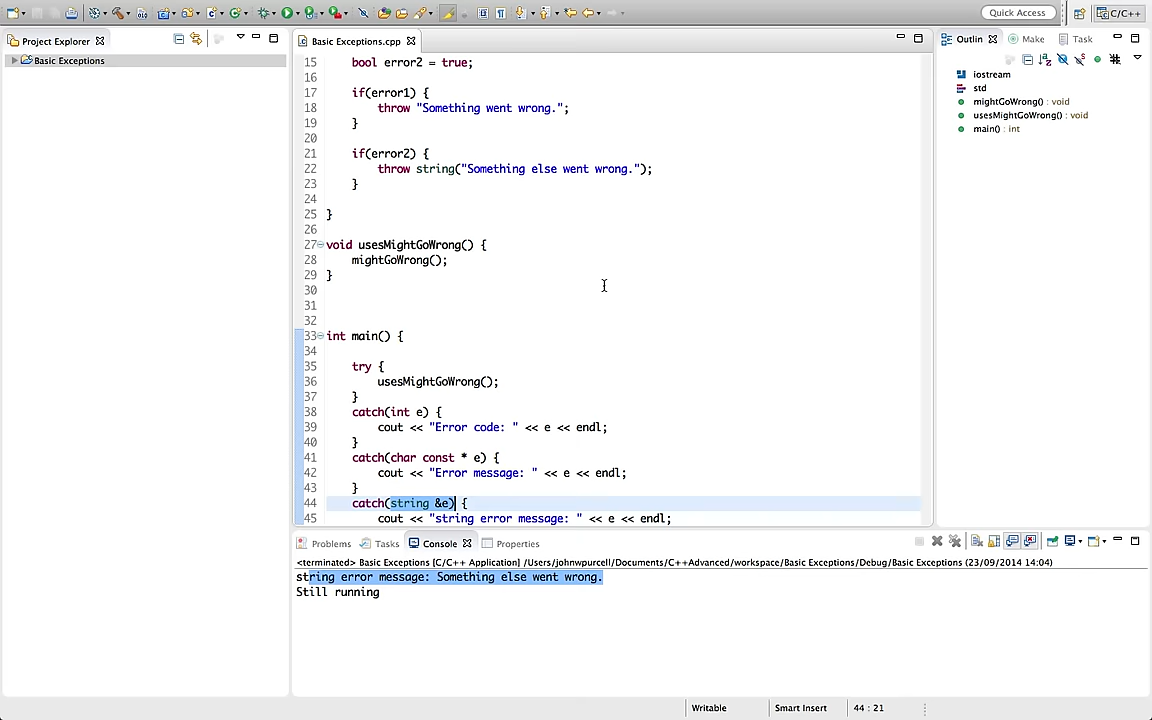 Quick Access
C/C++
Project Explorer
Basic Exceptions
Basic Exceptions.cpp
15 bool error2 = true;
16
17 if(error1) {
18 throw "Something went wrong.";
19 }
20
21 if(error2) {
22 throw string("Something else went wrong.");
23 }
24
25 }
26
27 void usesMightGoWrong() {
28 mightGoWrong();
29 }
30
31
32
33 int main() {
34
35 try {
36 usesMightGoWrong();
37 }
38 catch(int e) {
39 cout << "Error code: " << e << endl;
40 }
41 catch(char const * e) {
42 cout << "Error message: " << e << endl;
43 }
44 catch(string &e) {
45 cout << "string error message: " << e << endl;
Outlin
Make
Task
iostream
std
mightGoWrong() : void
usesMightGoWrong() : void
main() : int
Problems
Tasks
Console
Properties
<terminated> Basic Exceptions [C/C++ Application] /Users/johnwpurcell/Documents/C++Advanced/workspace/Basic Exceptions/Debug/Basic Exceptions (23/09/2014 14:04)
string error message: Something else went wrong.
Still running
Writable
Smart Insert
44 : 21